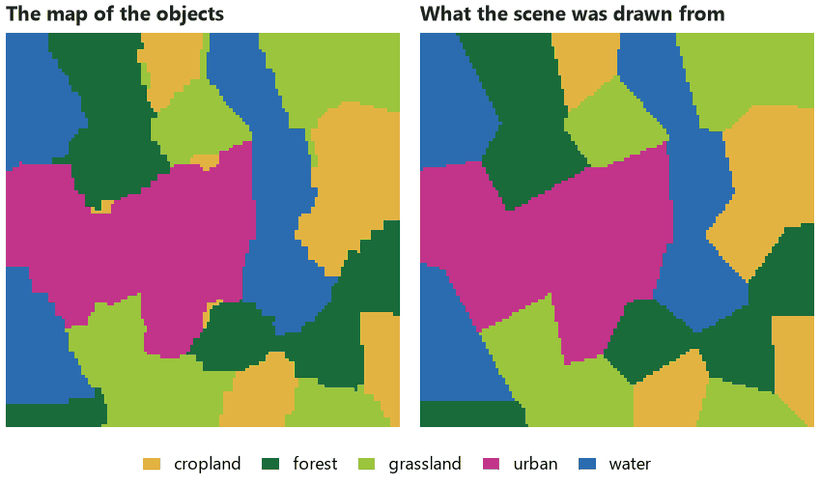 The map of the objects
What the scene was drawn from
cropland forest grassland urban water